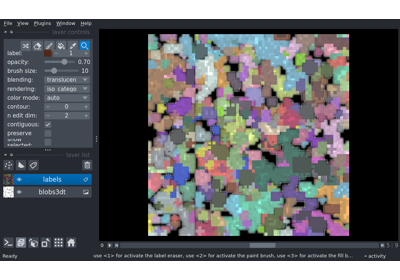 File View Plugins Window Help
layer controls
label: 1
opacity: 0.70
brush size: 10
blending: translucen
rendering: iso_catego
color mode: auto
contour: 0
n edit dim: 2
contiguous:
preserve
show
selected:
layer list
labels
blobs3dt
Ready
use <1> for activate the label eraser, use <2> for activate the paint brush, use <3> for activate the fill b...
activity